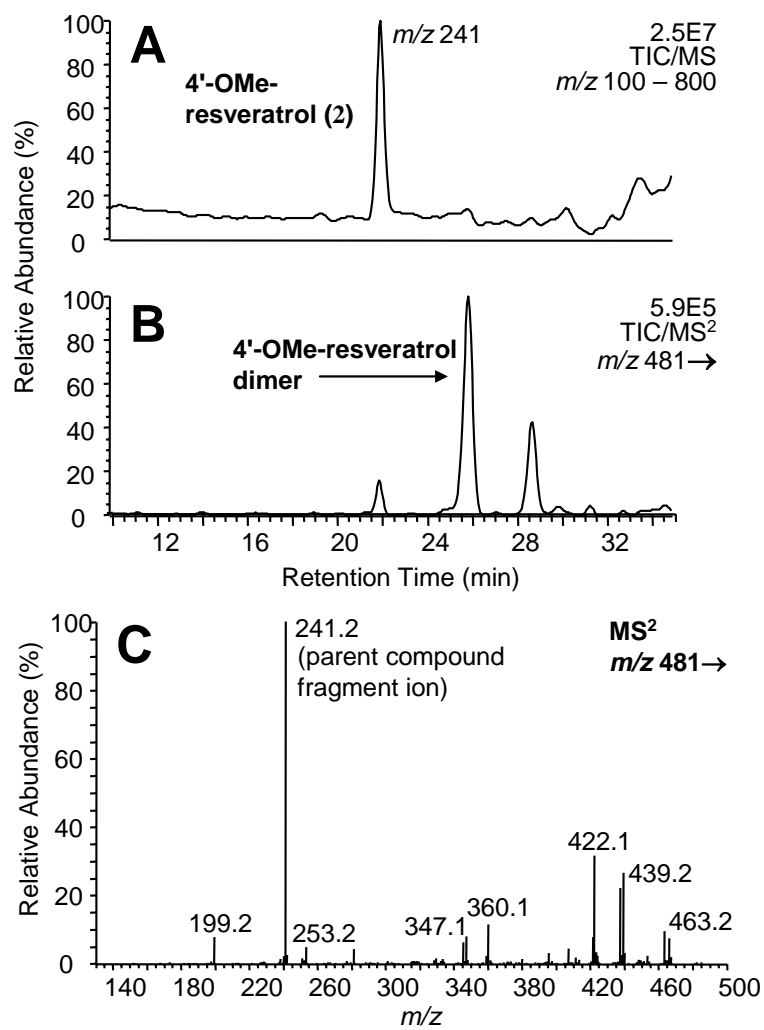 A
100
80
60
40
20
0
m/z 241
4'-OMe-
resveratrol (2)
2.5E7
TIC/MS
m/z 100 – 800
Relative Abundance (%)
B
100
80
60
40
20
0
4'-OMe-resveratrol
dimer
5.9E5
TIC/MS²
m/z 481→
12 16 20 24 28 32
Retention Time (min)
C
100
80
60
40
20
0
Relative Abundance (%)
241.2
(parent compound
fragment ion)
MS²
m/z 481→
199.2
253.2
347.1
360.1
422.1
439.2
463.2
140 180 220 260 300 340 380 420 460 500
m/z